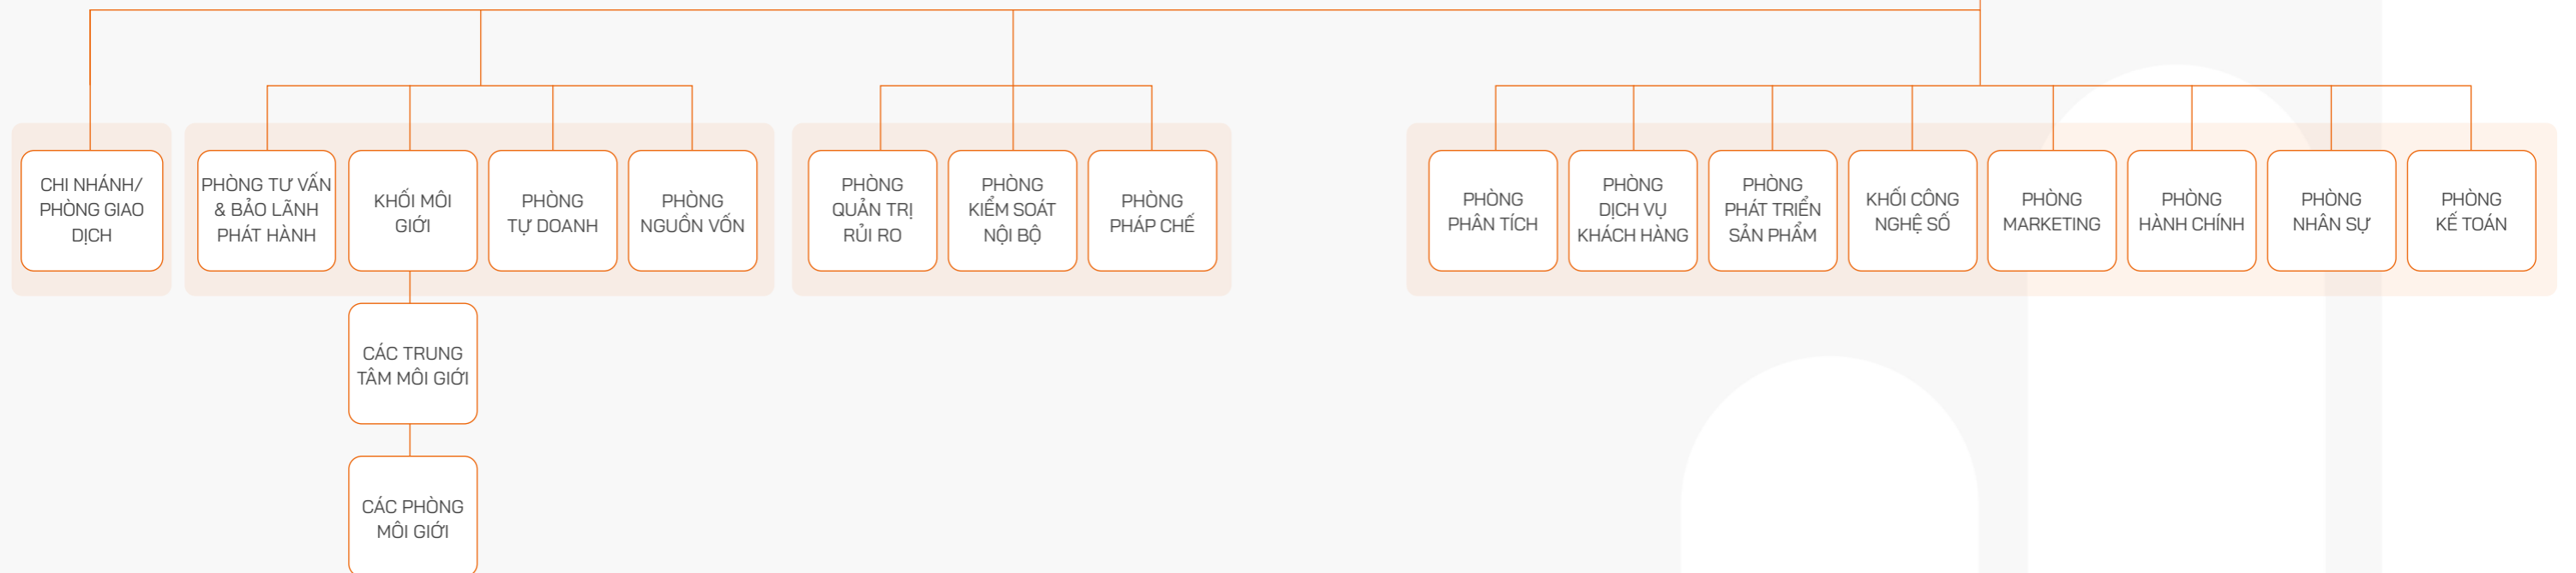 CHI NHÁNH/
PHÒNG GIAO
DỊCH
PHÒNG TƯ VẤN
& BẢO LÃNH
PHÁT HÀNH
KHỐI MÔI
GIỚI
PHÒNG
TỰ DOANH
PHÒNG
NGUỒN VỐN
PHÒNG
QUẢN TRỊ
RỦI RO
PHÒNG
KIỂM SOÁT
NỘI BỘ
PHÒNG
PHÁP CHẾ
PHÒNG
PHÂN TÍCH
PHÒNG
DỊCH VỤ
KHÁCH HÀNG
PHÒNG
PHÁT TRIỂN
SẢN PHẨM
KHỐI CÔNG
NGHỆ SỐ
PHÒNG
MARKETING
PHÒNG
HÀNH CHÍNH
PHÒNG
NHÂN SỰ
PHÒNG
KẾ TOÁN
CÁC TRUNG
TÂM MÔI GIỚI
CÁC PHÒNG
MÔI GIỚI